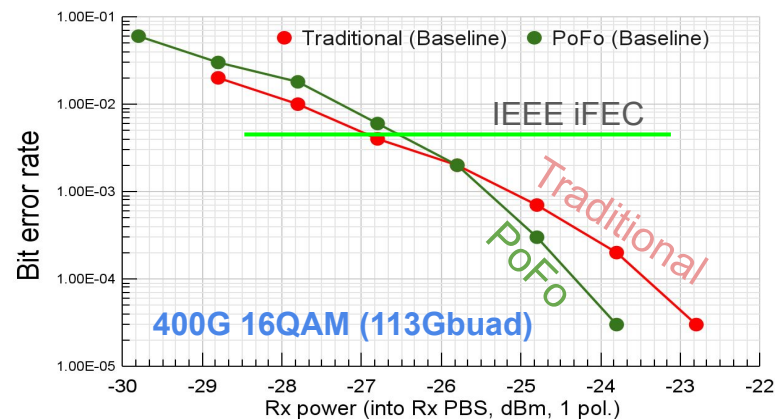 1.00E-01
Traditional (Baseline) PoFo (Baseline)
1.00E-02
IEEE iFEC
Bit error rate
1.00E-03
Traditional
PoFo
1.00E-04
400G 16QAM (113Gbuad)
1.00E-05
-30 -29 -28 -27 -26 -25 -24 -23 -22
Rx power (into Rx PBS, dBm, 1 pol.)